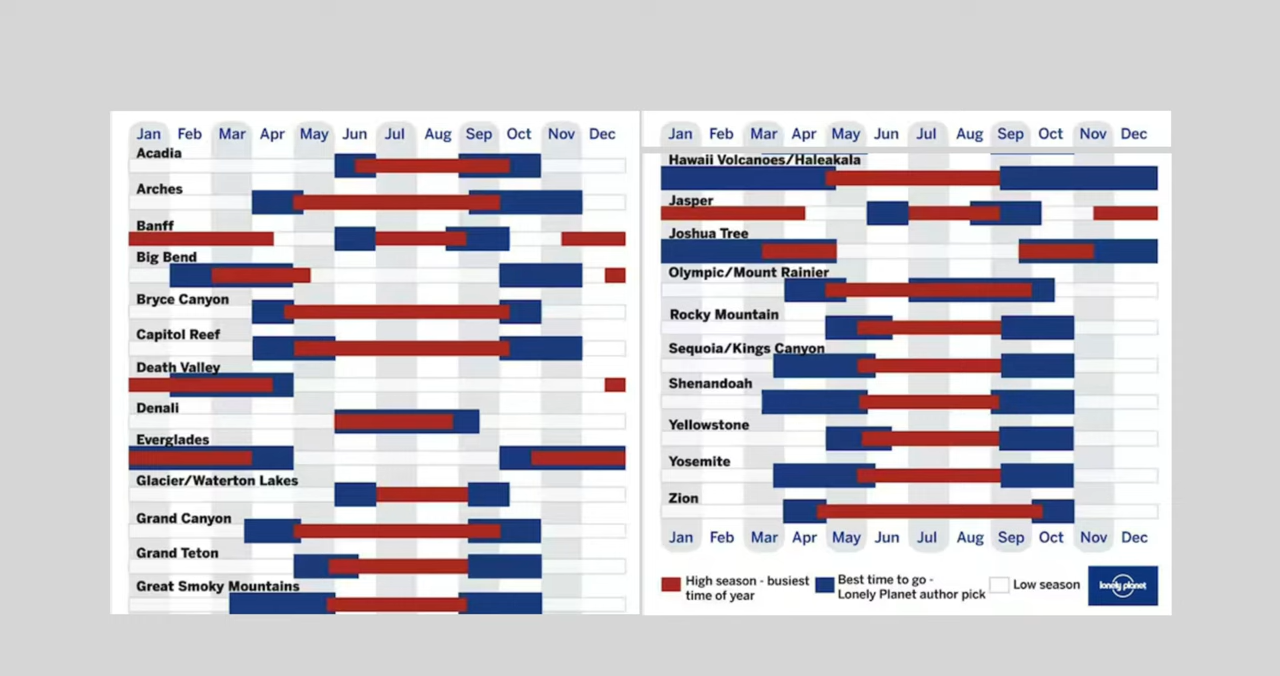 Jan Feb Mar Apr May Jun Jul Aug Sep Oct Nov Dec
Acadia
Arches
Banff
Big Bend
Bryce Canyon
Capitol Reef
Death Valley
Denali
Everglades
Glacier/Waterton Lakes
Grand Canyon
Grand Teton
Great Smoky Mountains
Jan Feb Mar Apr May Jun Jul Aug Sep Oct Nov Dec
Hawaii Volcanoes/Haleakala
Jasper
Joshua Tree
Olympic/Mount Rainier
Rocky Mountain
Sequoia/Kings Canyon
Shenandoah
Yellowstone
Yosemite
Zion
Jan Feb Mar Apr May Jun Jul Aug Sep Oct Nov Dec
High season - busiest
time of year
Best time to go -
Lonely Planet author pick
Low season
lonely planet